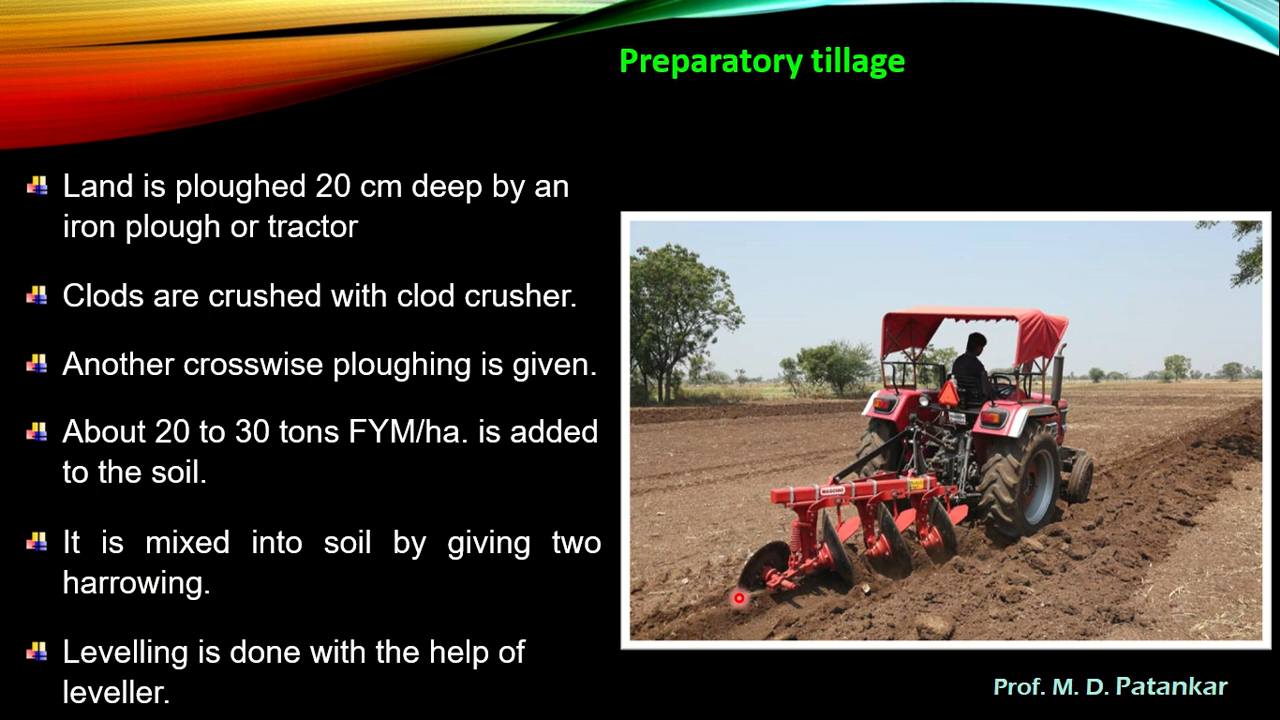 Preparatory tillage
Land is ploughed 20 cm deep by an
iron plough or tractor
Clods are crushed with clod crusher.
Another crosswise ploughing is given.
About 20 to 30 tons FYM/ha. is added
to the soil.
It is mixed into soil by giving two
harrowing.
Levelling is done with the help of
leveller.
Prof. M. D. Patankar